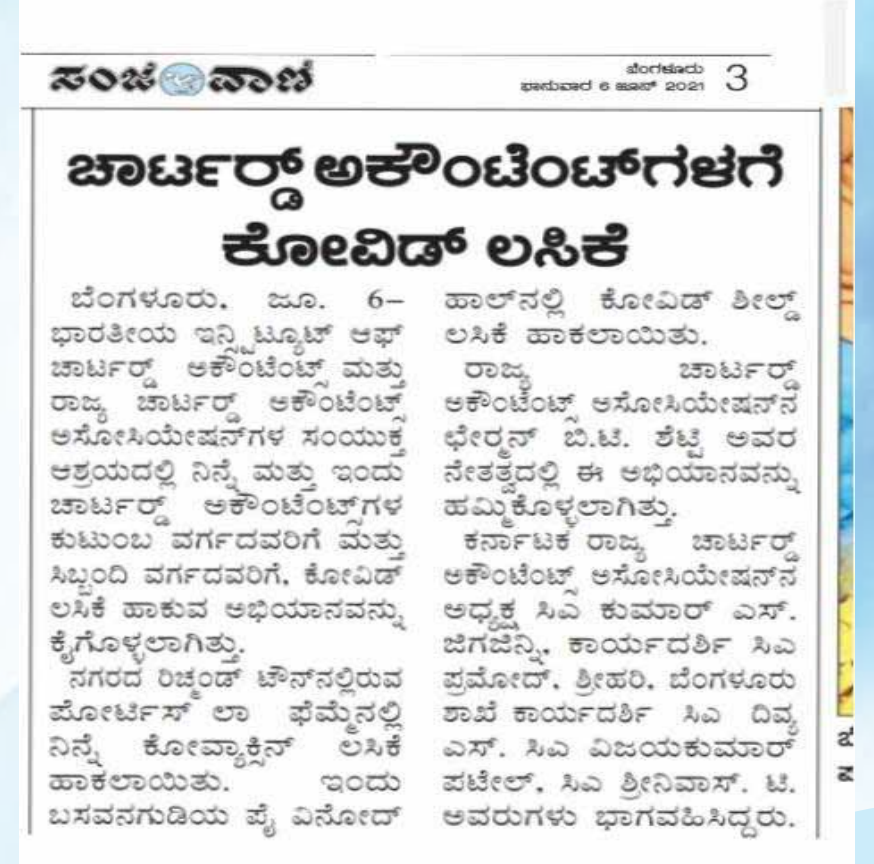 ಸಂಜೆ ವಾಣಿ
ಬೆಂಗಳೂರು
ಭಾನುವಾರ 6 ಜೂನ್ 2021
3
ಚಾರ್ಟರ್ಡ್ ಅಕೌಂಟೆಂಟ್‌ಗಳಗೆ
ಕೋವಿಡ್ ಲಸಿಕೆ
ಬೆಂಗಳೂರು, ಜೂ. 6–
ಭಾರತೀಯ ಇನ್ಸ್ಟಿಟ್ಯೂಟ್ ಆಫ್
ಚಾರ್ಟರ್ಡ್ ಅಕೌಂಟೆಂಟ್ಸ್ ಮತ್ತು
ರಾಜ್ಯ ಚಾರ್ಟರ್ಡ್ ಅಕೌಂಟೆಂಟ್ಸ್
ಅಸೋಸಿಯೇಷನ್‌ಗಳ ಸಂಯುಕ್ತ
ಆಶ್ರಯದಲ್ಲಿ ನಿನ್ನೆ ಮತ್ತು ಇಂದು
ಚಾರ್ಟರ್ಡ್ ಅಕೌಂಟೆಂಟ್ಸ್‌ಗಳ
ಕುಟುಂಬ ವರ್ಗದವರಿಗೆ ಮತ್ತು
ಸಿಬ್ಬಂದಿ ವರ್ಗದವರಿಗೆ, ಕೋವಿಡ್
ಲಸಿಕೆ ಹಾಕುವ ಅಭಿಯಾನವನ್ನು
ಕೈಗೊಳ್ಳಲಾಗಿತ್ತು.
ನಗರದ ರಿಚ್ಮಂಡ್ ಟೌನ್‌ನಲ್ಲಿರುವ
ಪೋರ್ಟಿಸ್ ಲಾ ಫೆಮ್ಮೆನಲ್ಲಿ
ನಿನ್ನೆ ಕೋವ್ಯಾಕ್ಸಿನ್ ಲಸಿಕೆ
ಹಾಕಲಾಯಿತು. ಇಂದು
ಬಸವನಗುಡಿಯ ಪೈ ವಿನೋದ್
ಹಾಲ್‌ನಲ್ಲಿ ಕೋವಿಡ್ ಶೀಲ್ಡ್
ಲಸಿಕೆ ಹಾಕಲಾಯಿತು.
ರಾಜ್ಯ ಚಾರ್ಟರ್ಡ್
ಅಕೌಂಟೆಂಟ್ಸ್ ಅಸೋಸಿಯೇಷನ್‌ನ
ಛೇರ್ಮನ್ ಬಿ.ಟಿ. ಶೆಟ್ಟಿ ಅವರ
ನೇತತ್ವದಲ್ಲಿ ಈ ಅಭಿಯಾನವನ್ನು
ಹಮ್ಮಿಕೊಳ್ಳಲಾಗಿತ್ತು.
ಕರ್ನಾಟಕ ರಾಜ್ಯ ಚಾರ್ಟರ್ಡ್
ಅಕೌಂಟೆಂಟ್ಸ್ ಅಸೋಸಿಯೇಷನ್‌ನ
ಅಧ್ಯಕ್ಷ ಸಿಎ ಕುಮಾರ್ ಎಸ್.
ಜಿಗಜಿನ್ನಿ, ಕಾರ್ಯದರ್ಶಿ ಸಿಎ
ಪ್ರಮೋದ್, ಶ್ರೀಹರಿ, ಬೆಂಗಳೂರು
ಶಾಖೆ ಕಾರ್ಯದರ್ಶಿ ಸಿಎ ದಿವ್ಯ
ಎಸ್. ಸಿಎ ವಿಜಯಕುಮಾರ್
ಪಟೇಲ್, ಸಿಎ ಶ್ರೀನಿವಾಸ್. ಟಿ.
ಅವರುಗಳು ಭಾಗವಹಿಸಿದ್ದರು.